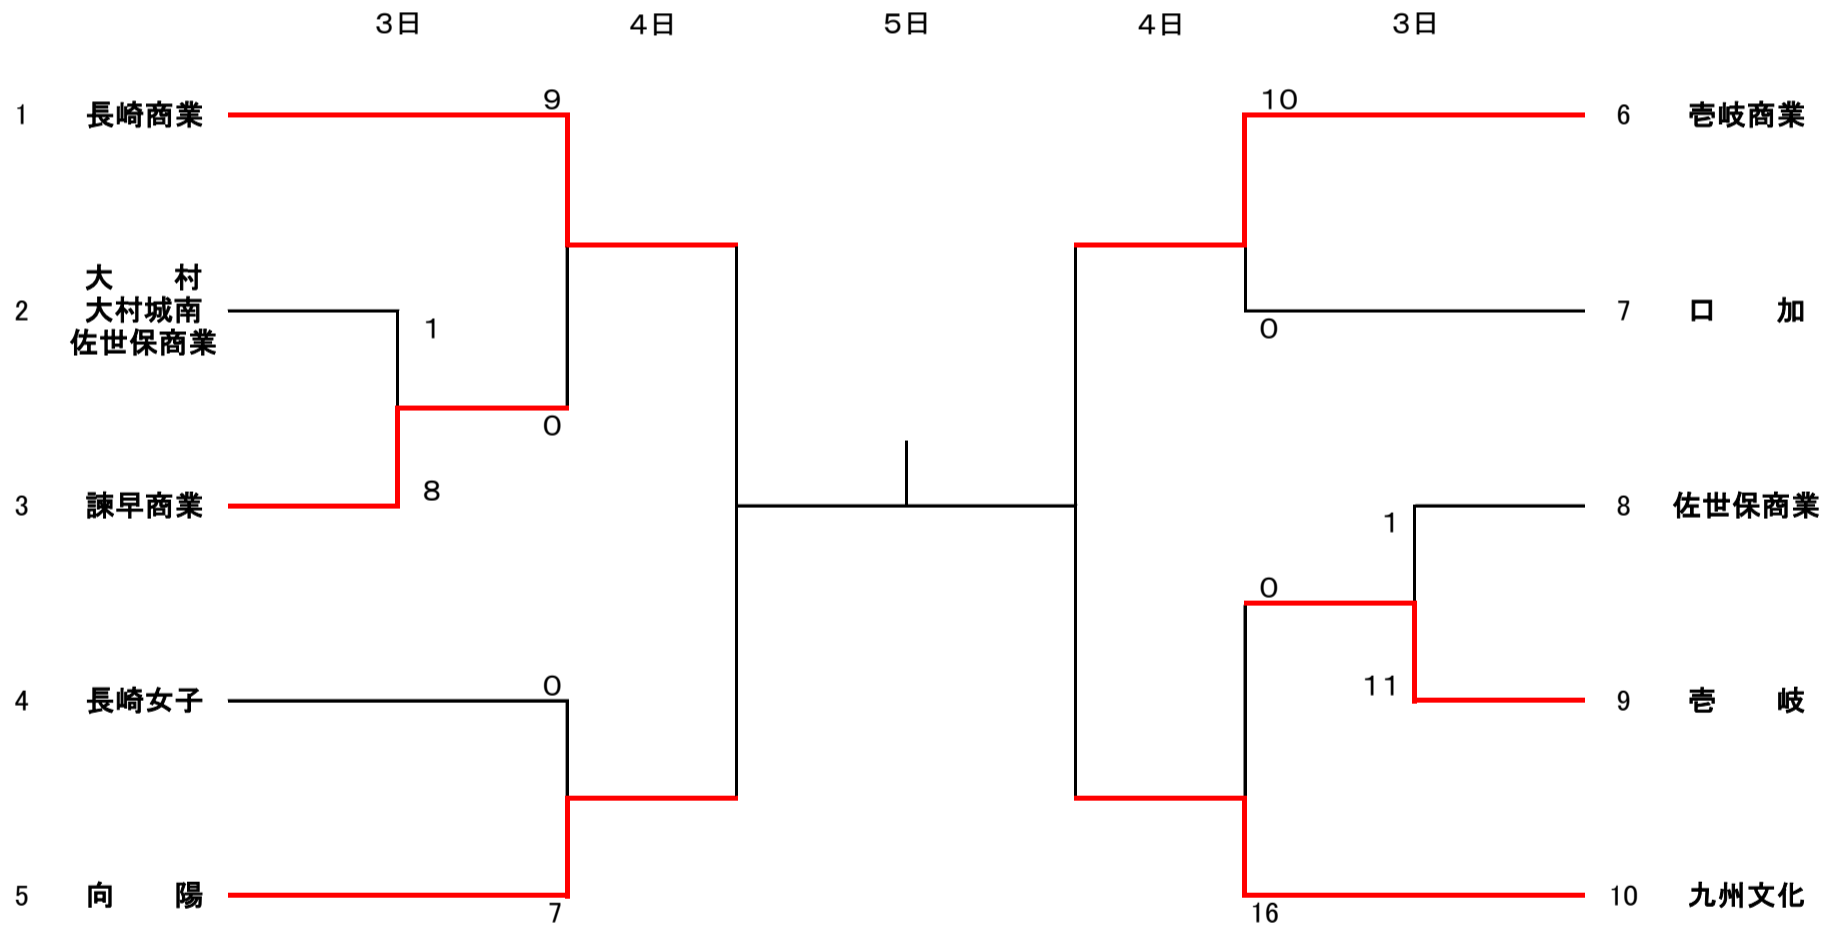 3日 4日 5日 4日 3日
9 10
1 長崎商業 6 壱岐商業
大　　村
2 大村城南 7 口　　加
1 0
佐世保商業
0
8 1
3 諫早商業 8 佐世保商業
0
0 11
4 長崎女子 9 壱　　岐
5 向　　陽 10 九州文化
7 16